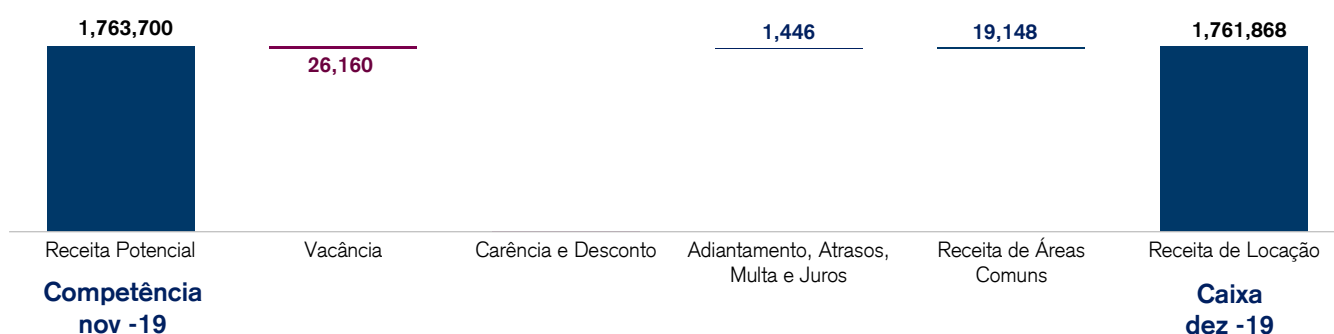 1,763,700
26,160
1,446
19,148
1,761,868
Receita Potencial
Vacância
Carência e Desconto
Adiantamento, Atrasos,
Multa e Juros
Receita de Áreas
Comuns
Receita de Locação
Competência
nov -19
Caixa
dez -19